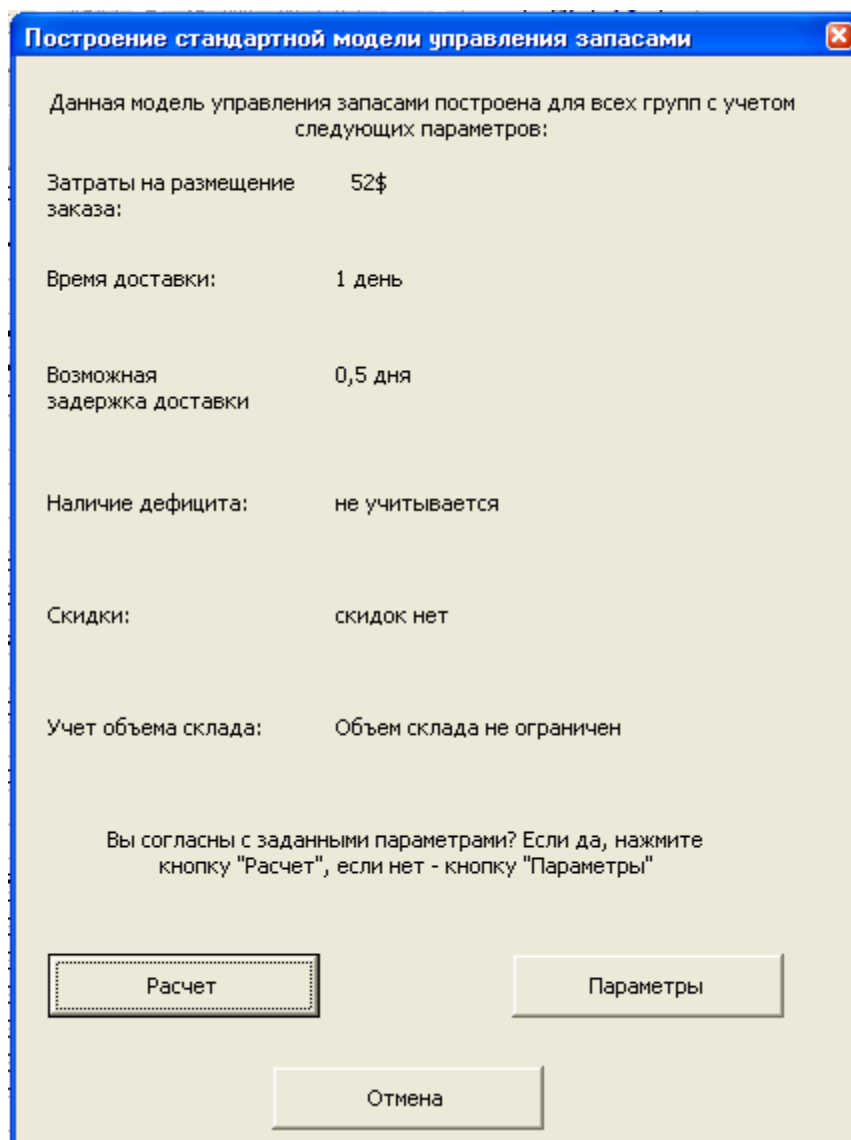 Построение стандартной модели управления запасами
Данная модель управления запасами построена для всех групп с учетом
следующих параметров:
Затраты на размещение
заказа:
52$
Время доставки:
1 день
Возможная
задержка доставки
0,5 дня
Наличие дефицита:
не учитывается
Скидки:
скидок нет
Учет объема склада:
Объем склада не ограничен
Вы согласны с заданными параметрами? Если да, нажмите
кнопку "Расчет", если нет - кнопку "Параметры"
Расчет
Параметры
Отмена